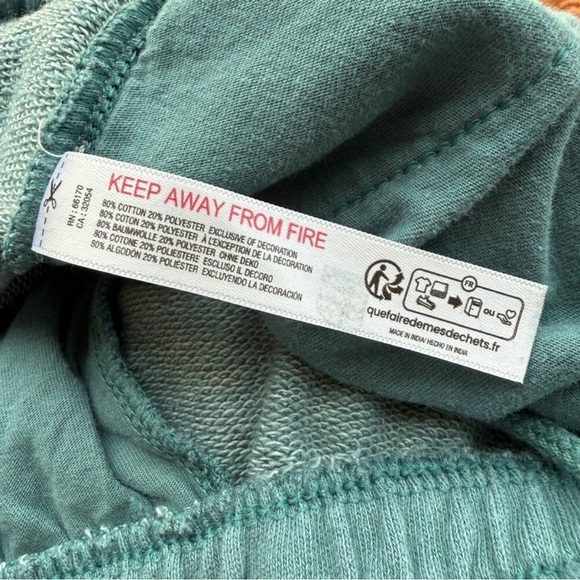 RN : 66170
CA : 32054
KEEP AWAY FROM FIRE
80% COTTON 20% POLYESTER EXCLUSIVE OF DECORATION
80% COTON 20% POLYESTER À L'EXCEPTION DE LA DÉCORATION
80% BAUMWOLLE 20% POLYESTER OHNE DEKO
80% COTONE 20% POLIESTERE ESCLUSO IL DECORO
80% ALGODÓN 20% POLIÉSTER EXCLUYENDO LA DECORACIÓN
FR
ou
quefairedemesdechets.fr
MADE IN INDIA/ HECHO EN INDIA